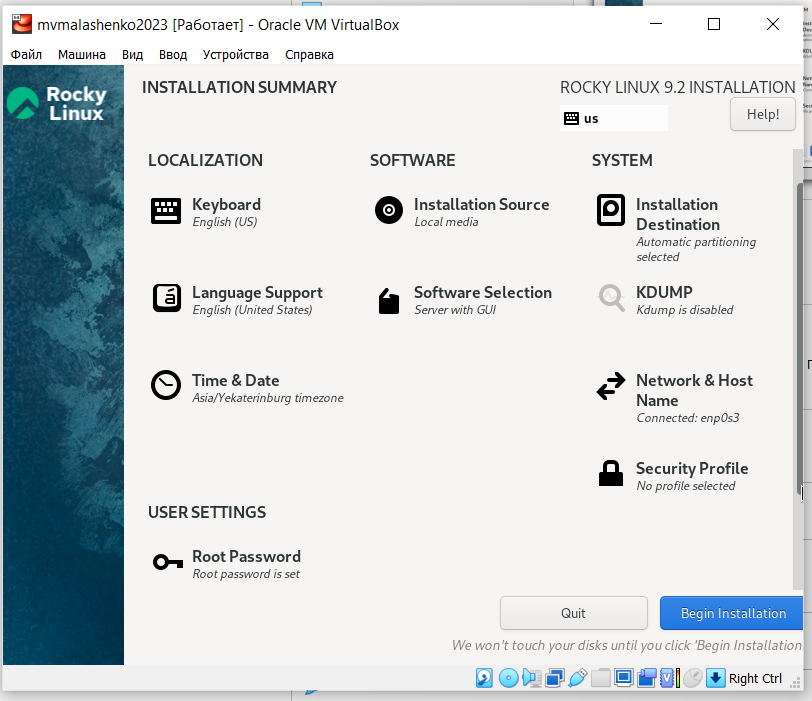 mvmalashenko2023 [Работает] - Oracle VM VirtualBox
Файл Машина Вид Ввод Устройства Справка
Rocky
Linux
INSTALLATION SUMMARY
ROCKY LINUX 9.2 INSTALLATION
us
Help!
LOCALIZATION
Keyboard
English (US)
Language Support
English (United States)
Time & Date
Asia/Yekaterinburg timezone
SOFTWARE
Installation Source
Local media
Software Selection
Server with GUI
SYSTEM
Installation
Destination
Automatic partitioning
selected
KDUMP
Kdump is disabled
Network & Host
Name
Connected: enp0s3
Security Profile
No profile selected
USER SETTINGS
Root Password
Root password is set
Quit
Begin Installation
We won't touch your disks until you click 'Begin Installation
Right Ctrl